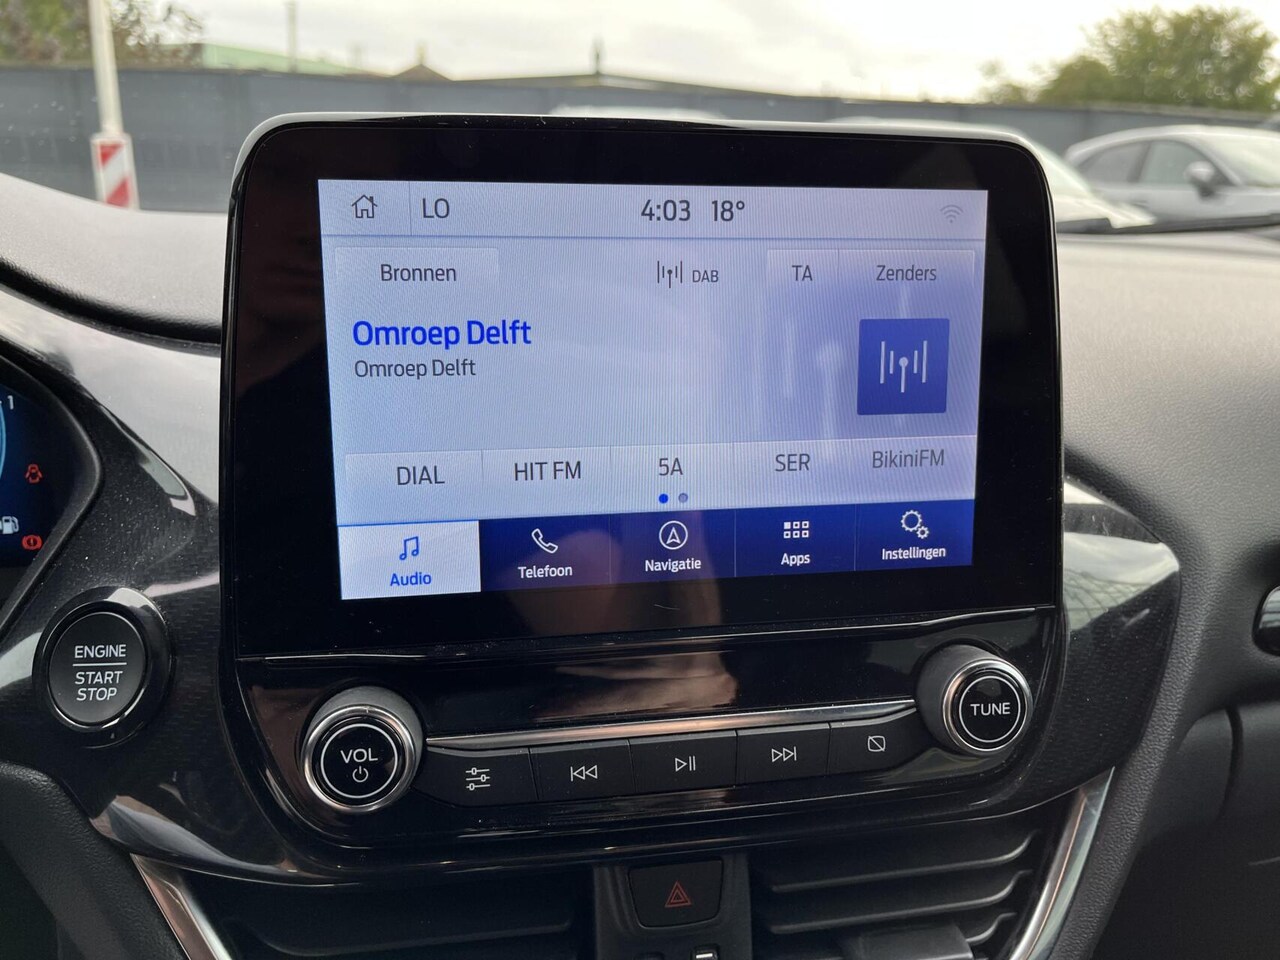 LO 4:03 18°
Bronnen DAB TA Zenders
Omroep Delft
Omroep Delft
DIAL HIT FM 5A SER BikiniFM
Audio Telefoon Navigatie Apps Instellingen
1
ENGINE
START
STOP
VOL
TUNE